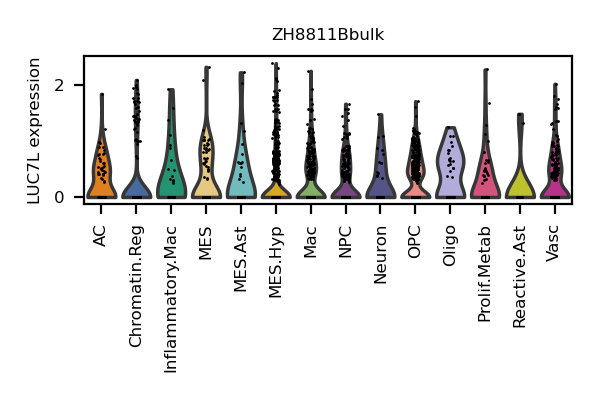 ZH8811Bbulk
LUC7L expression
2
0
AC
Chromatin.Reg
Inflammatory.Mac
MES
MES.Ast
MES.Hyp
Mac
NPC
Neuron
OPC
Oligo
Prolif.Metab
Reactive.Ast
Vasc